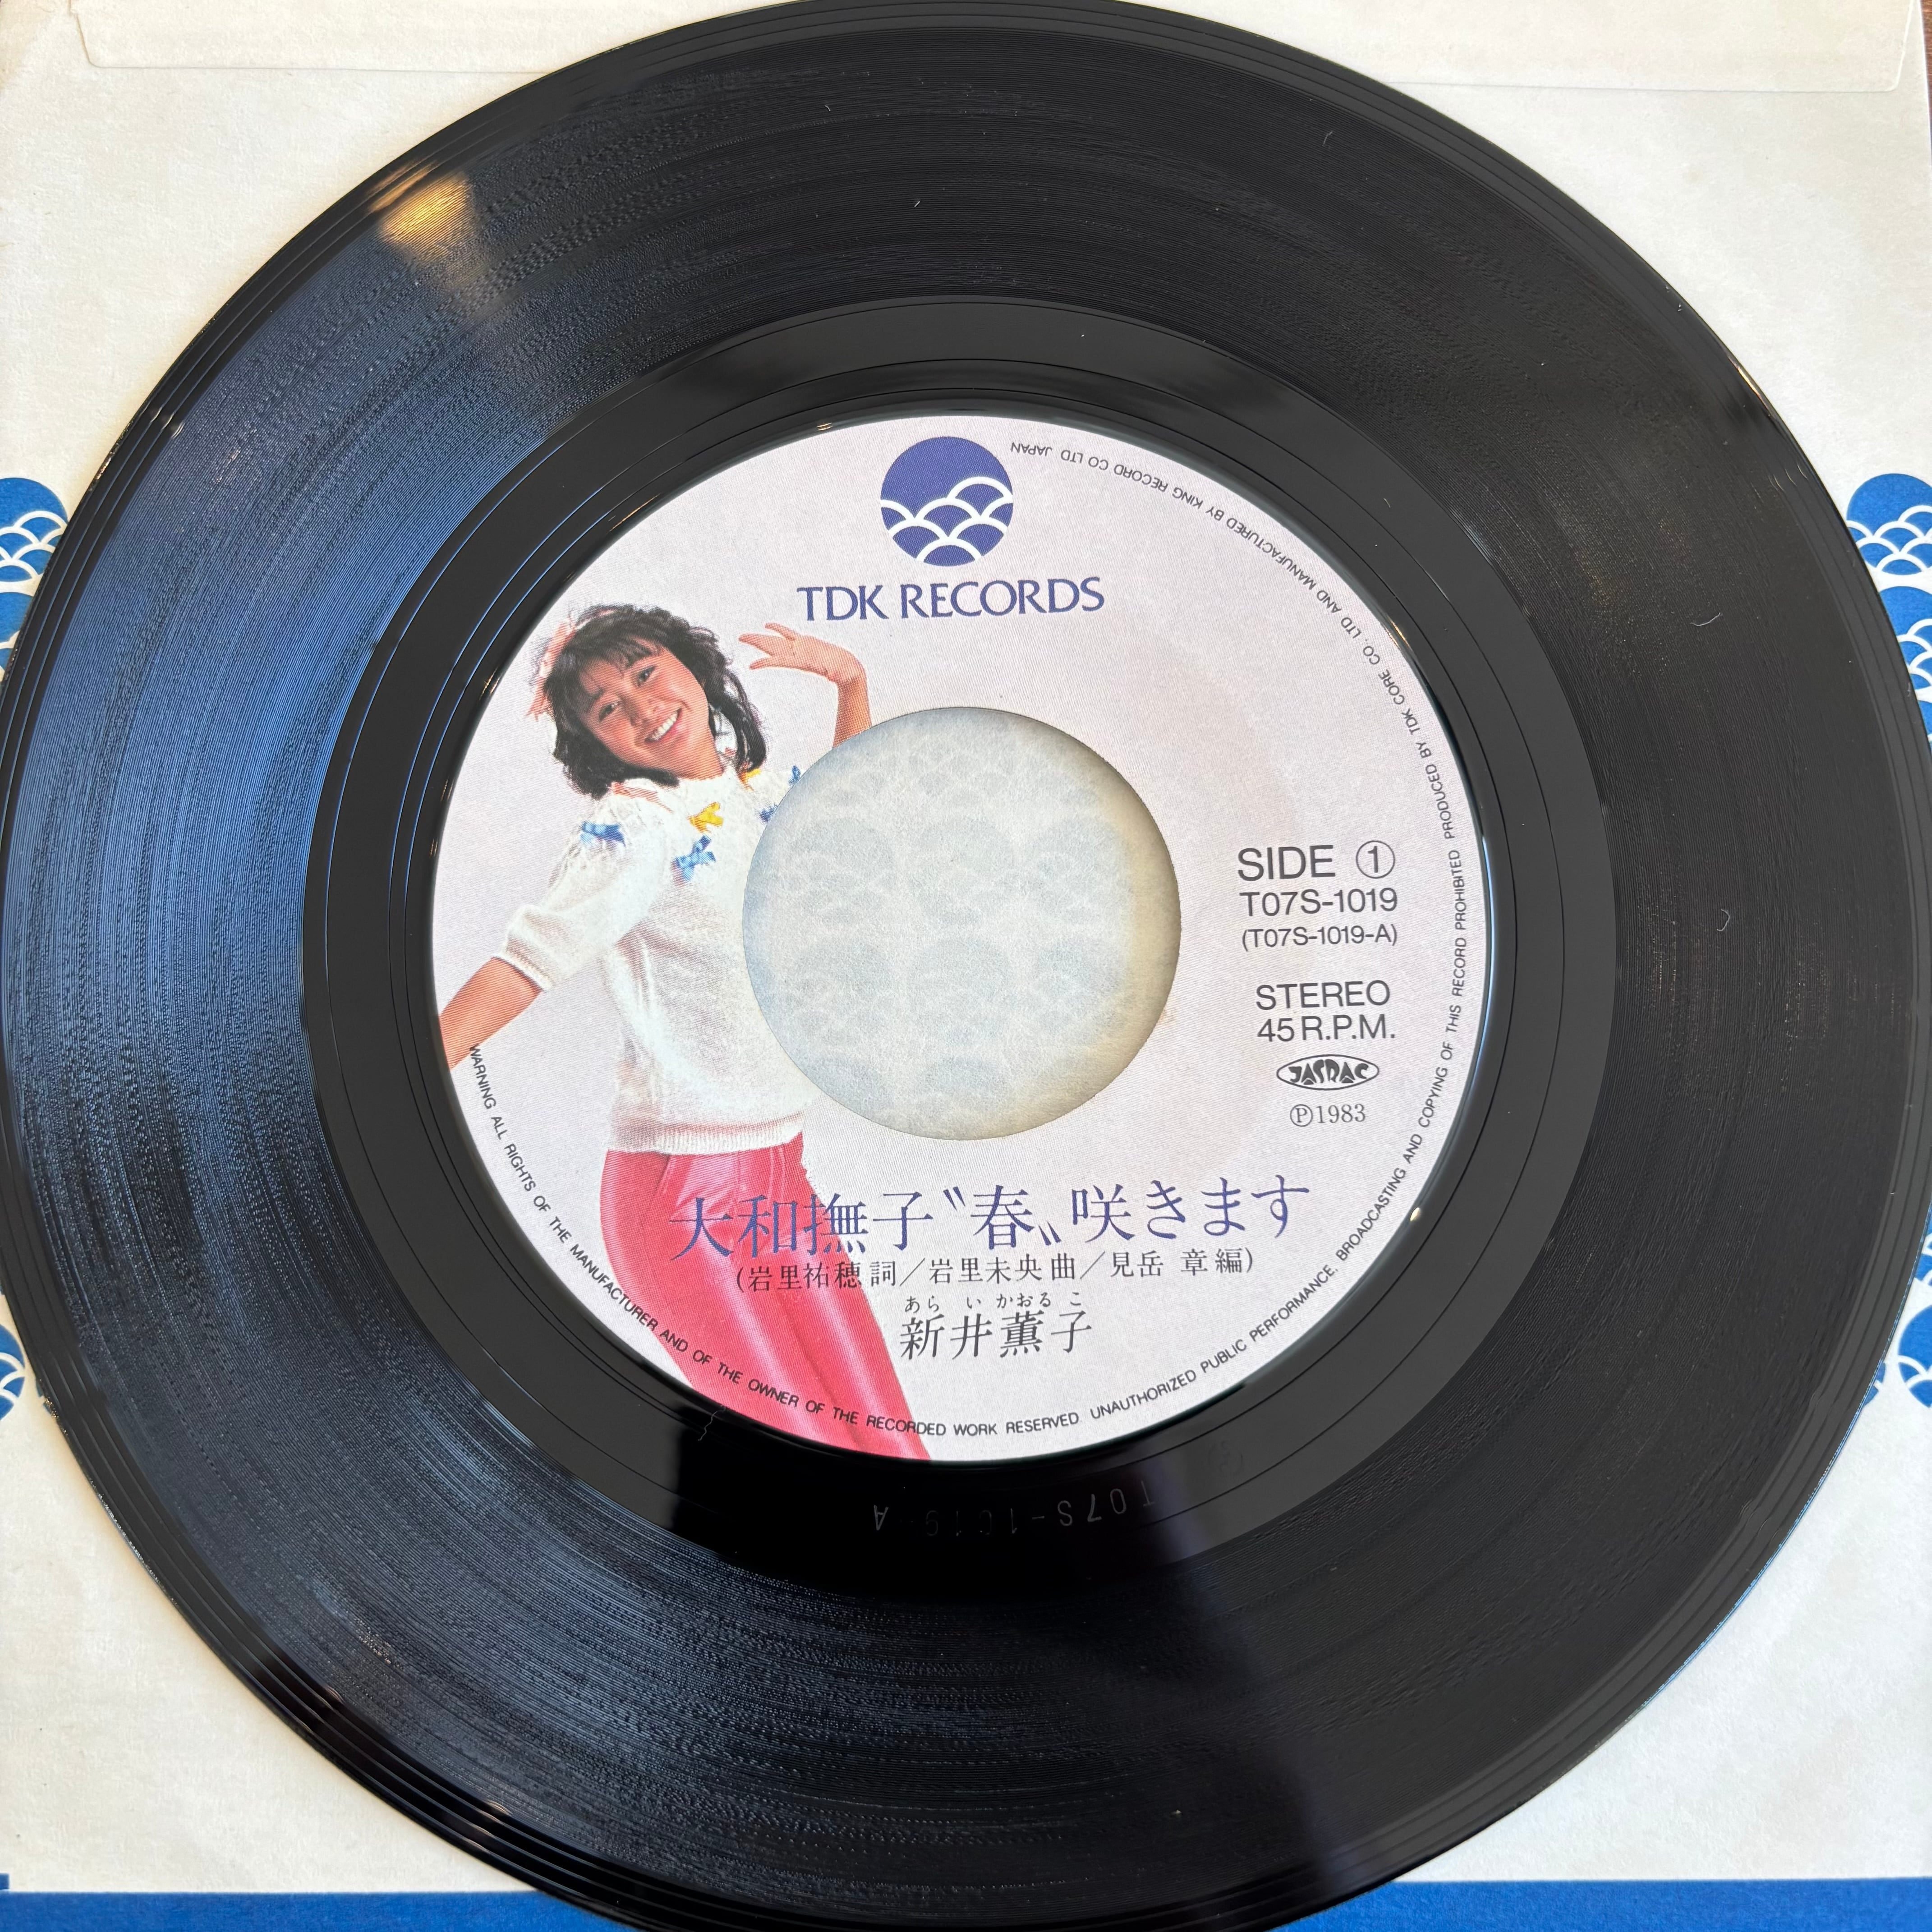 TDK RECORDS
SIDE ①
T07S-1019
(T07S-1019-A)
STEREO
45 R.P.M.
JASRAC
Ⓟ1983
大和撫子〝春〟咲きます
(岩里祐穂 詞／岩里未央 曲／見岳 章 編)
あら い かおる こ
新井薫子
WARNING ALL RIGHTS OF THE MANUFACTURER AND OF THE OWNER OF THE RECORDED WORK RESERVED. UNAUTHORIZED PUBLIC PERFORMANCE, BROADCASTING AND COPYING OF THIS RECORD PROHIBITED PRODUCED BY TDK CORE CO., LTD AND MANUFACTURED BY KING RECORD CO LTD JAPAN
T07S-1019 A